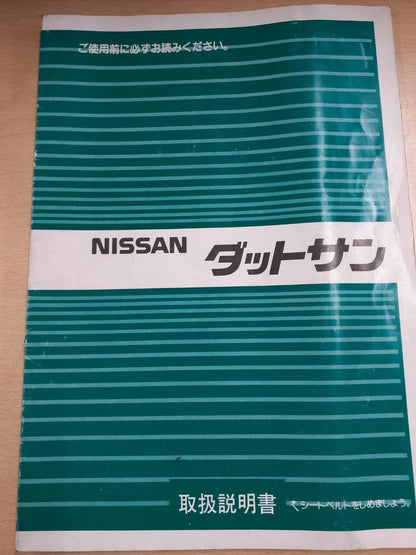 ご使用前に必ずお読みください。
NISSAN ダットサン
取扱説明書
シートベルトをしめましょう。